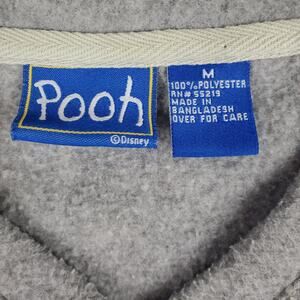 Pooh
©Disney
M
100% POLYESTER
RN# 55219
MADE IN
BANGLADESH
OVER FOR CARE